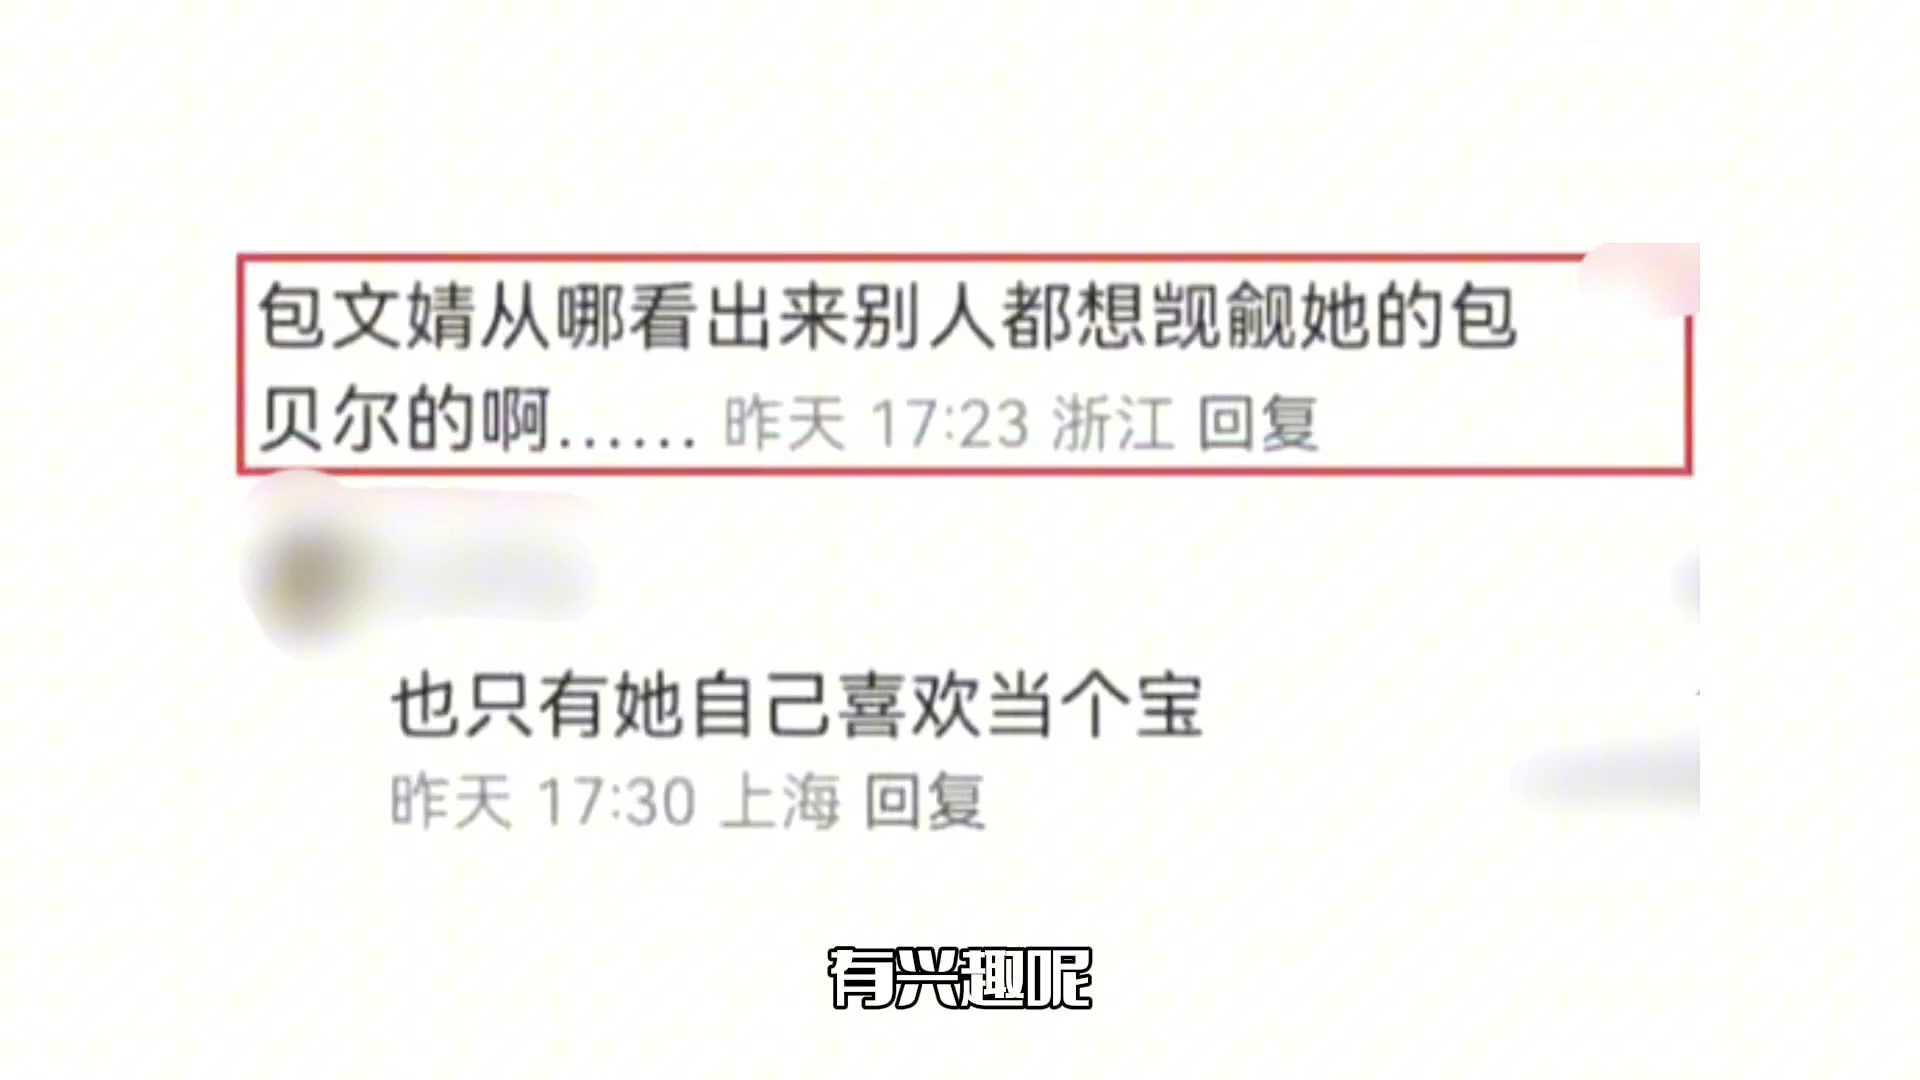 包文婧从哪看出来别人都想觊觎她的包
贝尔的啊...... 昨天 17:23 浙江 回复
也只有她自己喜欢当个宝
昨天 17:30 上海 回复
有兴趣呢